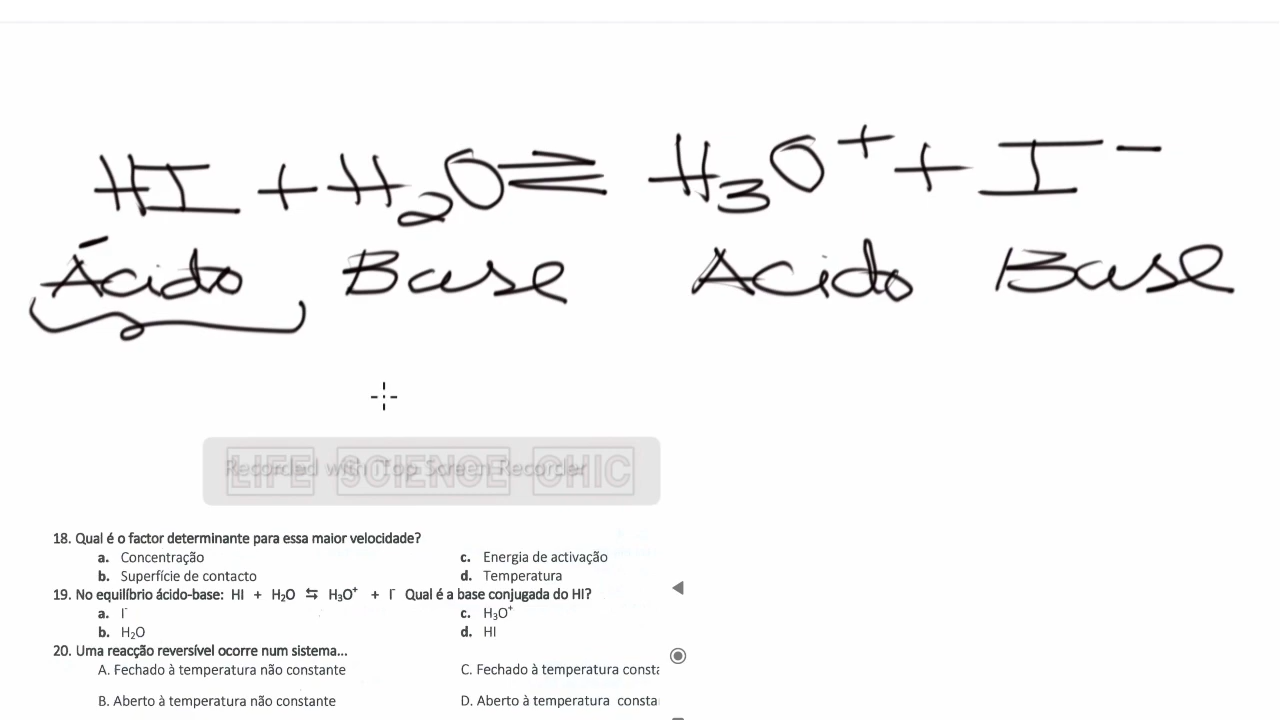 HI + H₂O ⇌ H₃O⁺ + I⁻
Ácido Base Acido Base
Recorded with iTop Screen Recorder
LIFE SCIENCE CHIC
18. Qual é o factor determinante para essa maior velocidade?
a. Concentração c. Energia de activação
b. Superfície de contacto d. Temperatura
19. No equilíbrio ácido-base: HI + H₂O ⇆ H₃O⁺ + I⁻ Qual é a base conjugada do HI?
a. I⁻ c. H₃O⁺
b. H₂O d. HI
20. Uma reacção reversível ocorre num sistema...
A. Fechado à temperatura não constante C. Fechado à temperatura consta
B. Aberto à temperatura não constante D. Aberto à temperatura consta